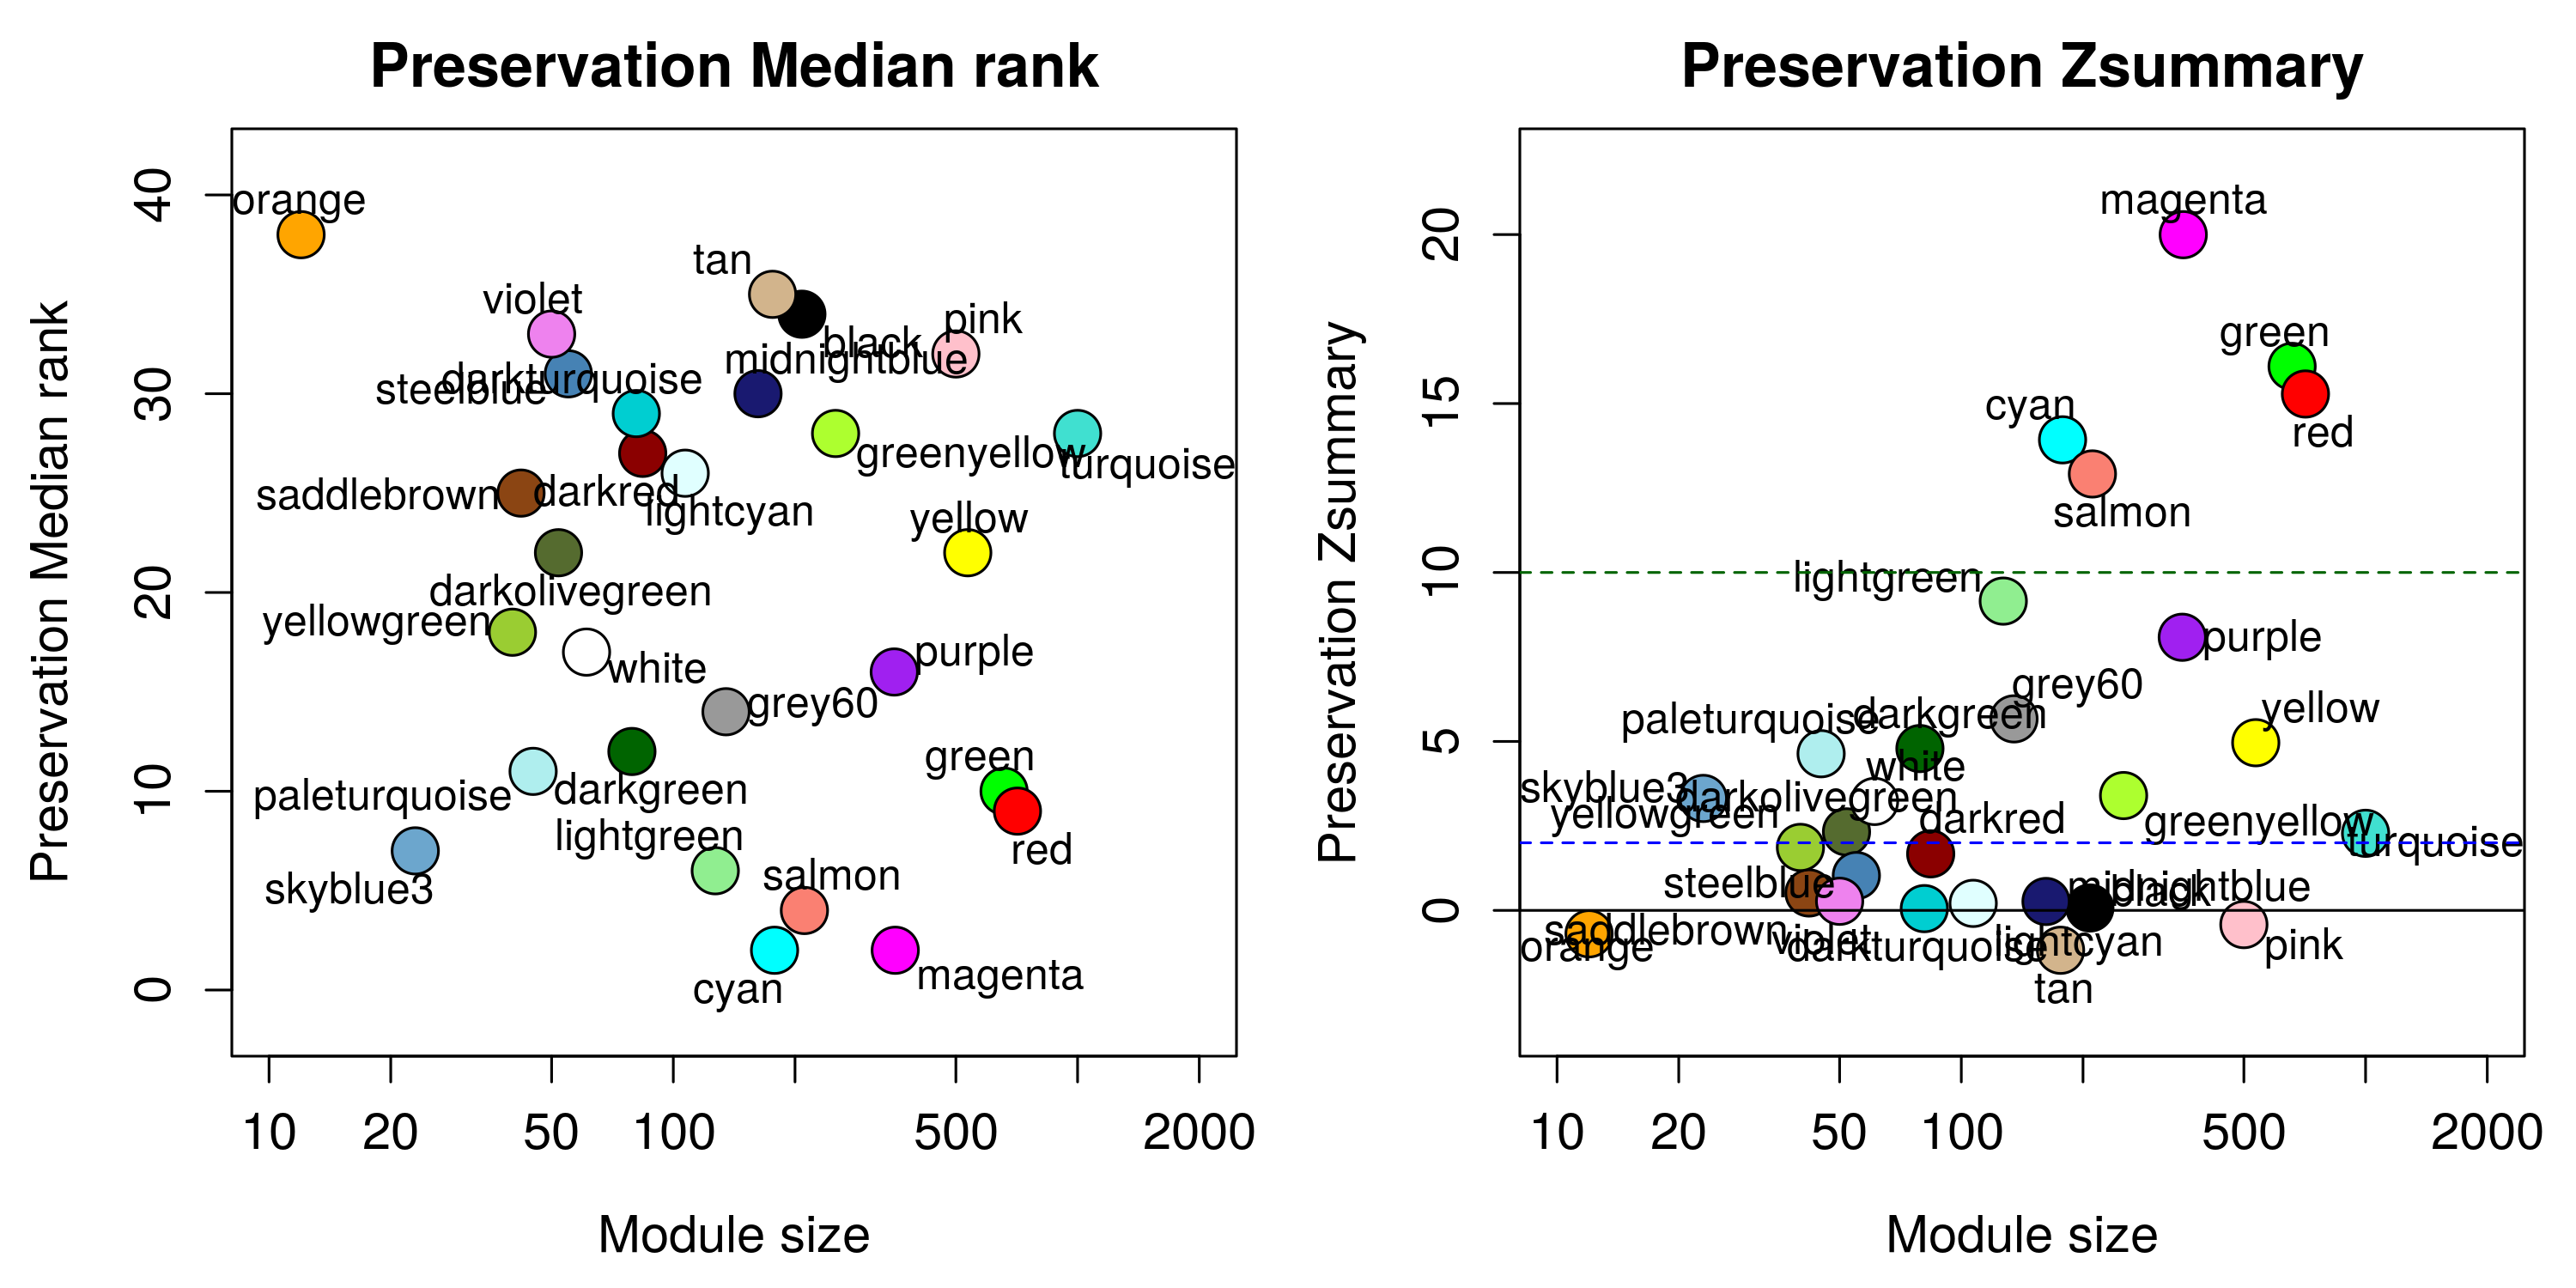 Preservation Median rank
Preservation Median rank
40
30
20
10
0
orange
tan
violet
pink
black
midnightblue
darkturquoise
steelblue
greenyellow
turquoise
saddlebrown
darkred
lightcyan
yellow
darkolivegreen
yellowgreen
white
purple
grey60
green
paleturquoise
darkgreen
lightgreen
red
salmon
skyblue3
magenta
cyan
10
20
50
100
500
2000
Module size
Preservation Zsummary
Preservation Zsummary
20
15
10
5
0
magenta
green
cyan
red
salmon
lightgreen
purple
grey60
yellow
paleturquoise
darkgreen
white
skyblue3
darkolivegreen
yellowgreen
darkred
greenyellow
turquoise
steelblue
midnightblue
black
saddlebrown
violet
orange
darkturquoise
lightcyan
pink
tan
10
20
50
100
500
2000
Module size